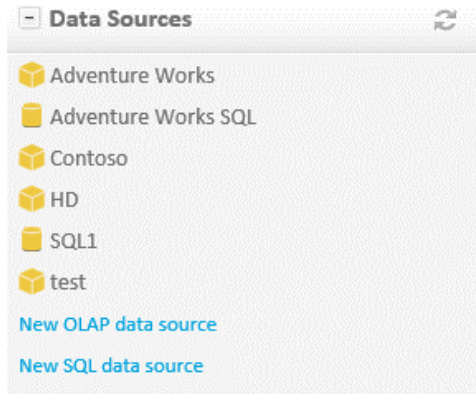 Data Sources
Adventure Works
Adventure Works SQL
Contoso
HD
SQL1
test
New OLAP data source
New SQL data source